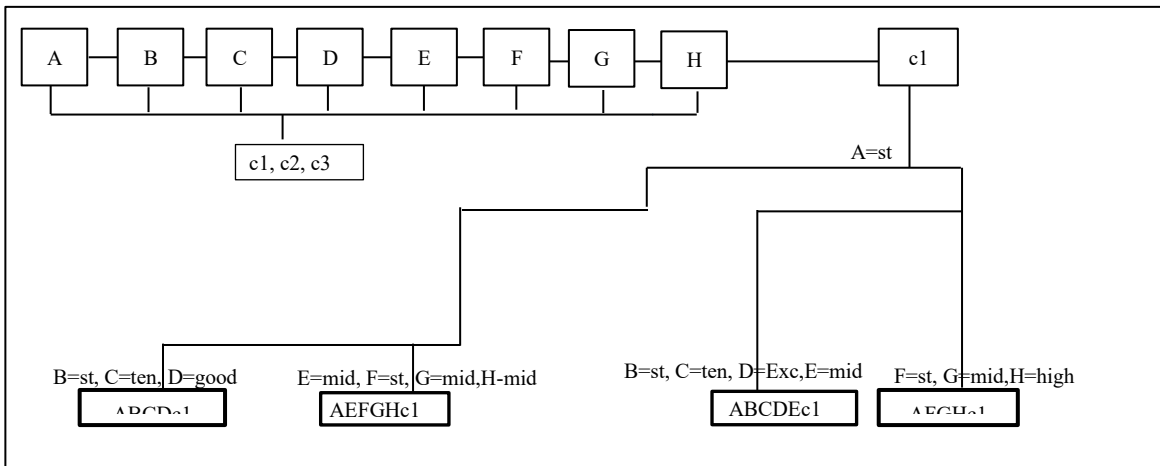 A B C D E F G H c1
c1, c2, c3
A=st
B=st, C=ten, D=good
E=mid, F=st, G=mid,H-mid
B=st, C=ten, D=Exc,E=mid
F=st, G=mid,H=high
ABCDc1
AEFGHc1
ABCDEc1